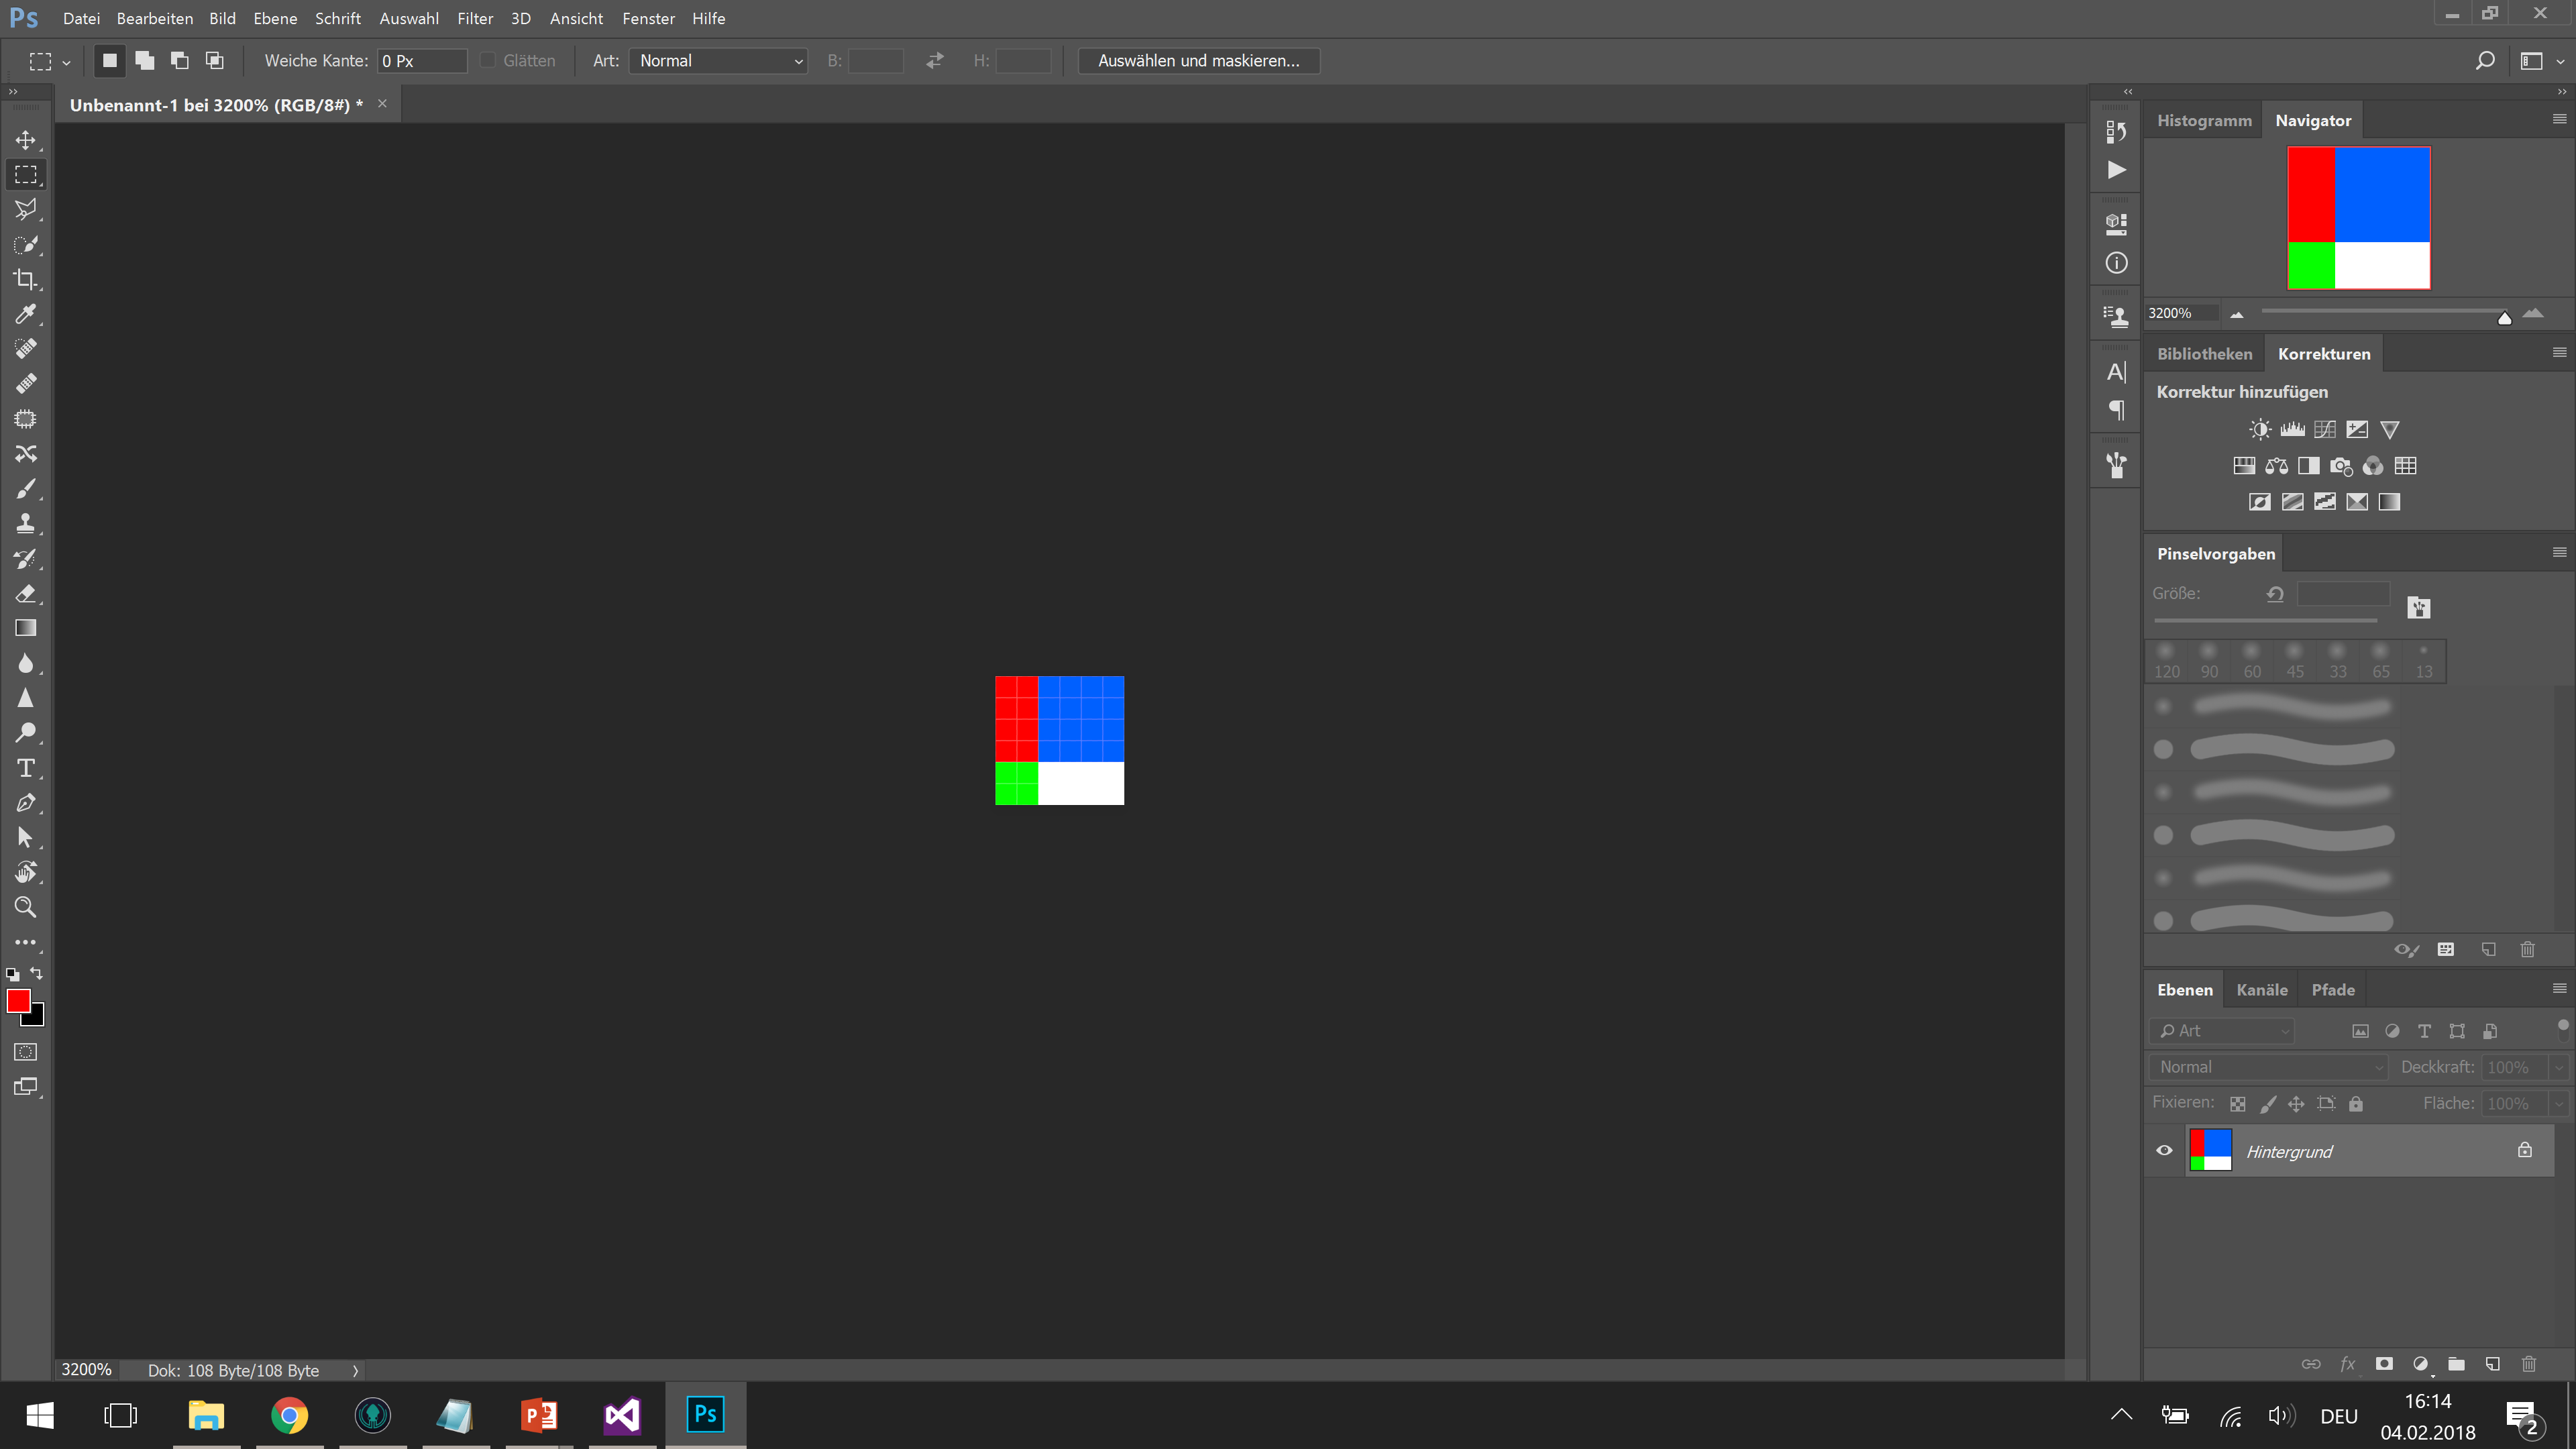 Ps Datei Bearbeiten Bild Ebene Schrift Auswahl Filter 3D Ansicht Fenster Hilfe
Weiche Kante: 0 Px Glätten Art: Normal B: H: Auswählen und maskieren...
Unbenannt-1 bei 3200% (RGB/8#) * ×
Histogramm Navigator
3200%
Bibliotheken Korrekturen
Korrektur hinzufügen
Pinselvorgaben
Größe:
120 90 60 45 33 65 13
Ebenen Kanäle Pfade
Art
Normal Deckkraft: 100%
Fixieren: Fläche: 100%
Hintergrund
fx
3200% Dok: 108 Byte/108 Byte
Ps
DEU
16:14
04.02.2018
2